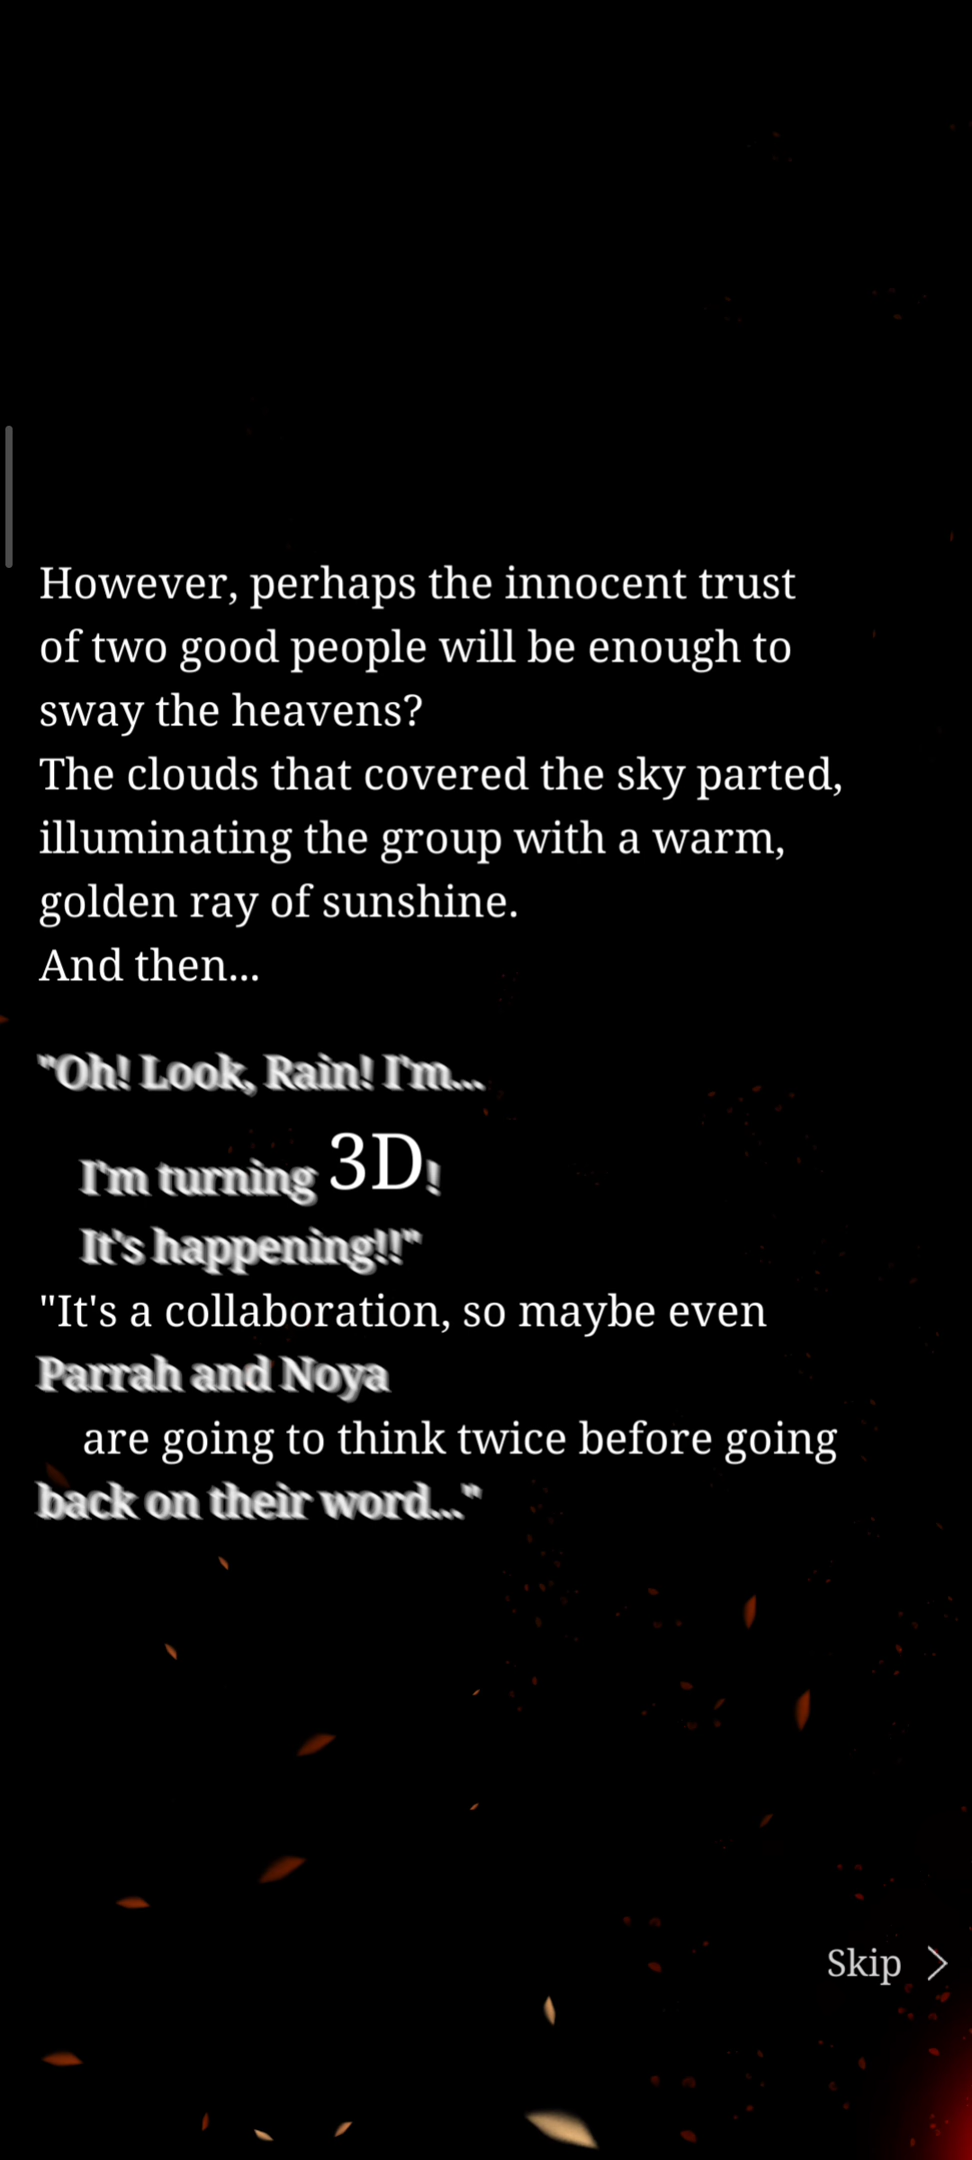 However, perhaps the innocent trust
of two good people will be enough to
sway the heavens?
The clouds that covered the sky parted,
illuminating the group with a warm,
golden ray of sunshine.
And then...
"Oh! Look, Rain! I'm...
I'm turning 3D!
It's happening!!"
"It's a collaboration, so maybe even
Parrah and Noya
are going to think twice before going
back on their word..."
Skip